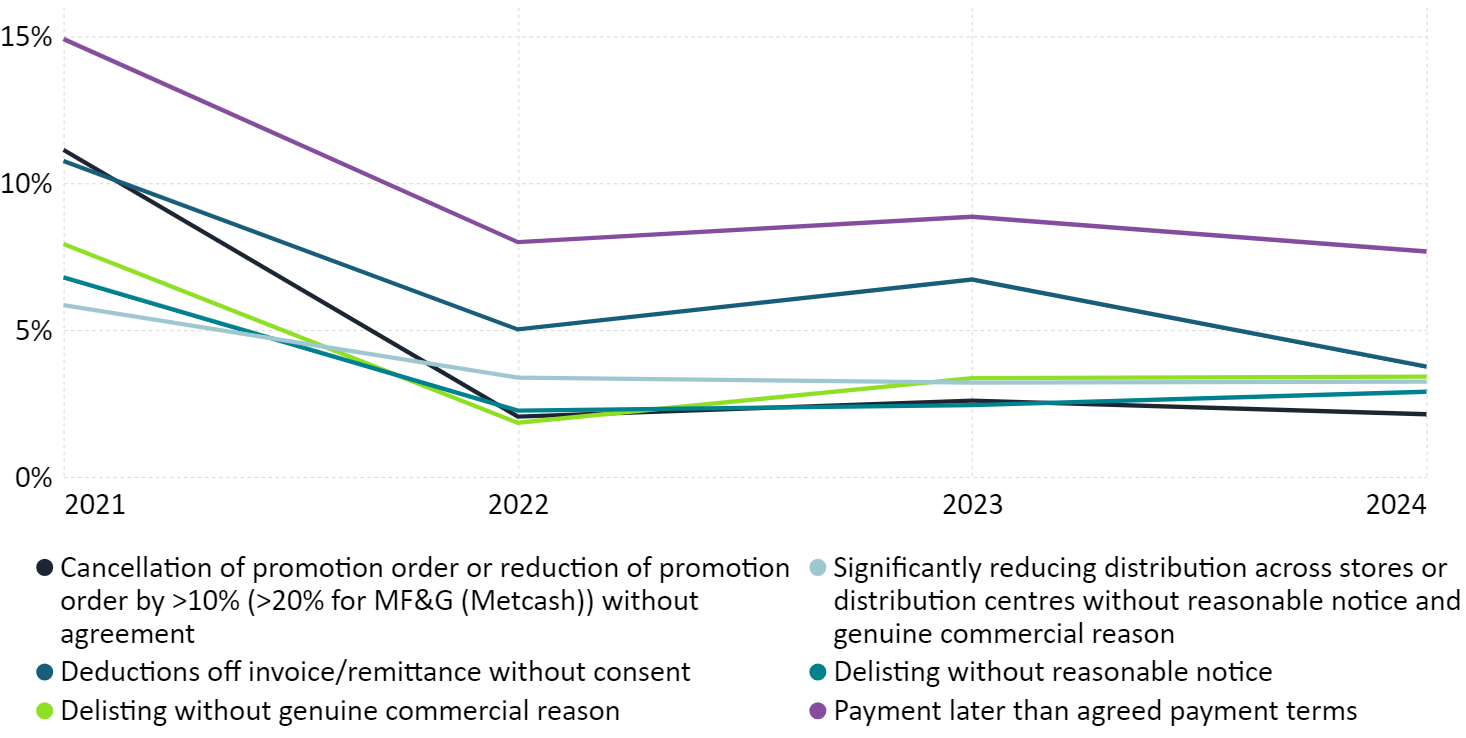 15%
10%
5%
0%
2021
2022
2023
2024
Cancellation of promotion order or reduction of promotion
order by >10% (>20% for MF&G (Metcash)) without
agreement
Significantly reducing distribution across stores or
distribution centres without reasonable notice and
genuine commercial reason
Deductions off invoice/remittance without consent
Delisting without reasonable notice
Delisting without genuine commercial reason
Payment later than agreed payment terms